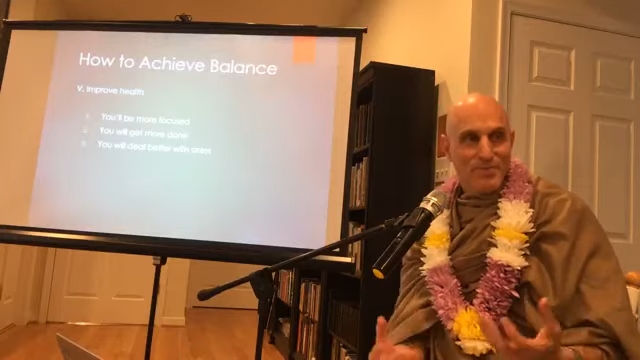 How to Achieve Balance
V. Improve health
You'll be more focused
You will get more done
You will deal better with stress